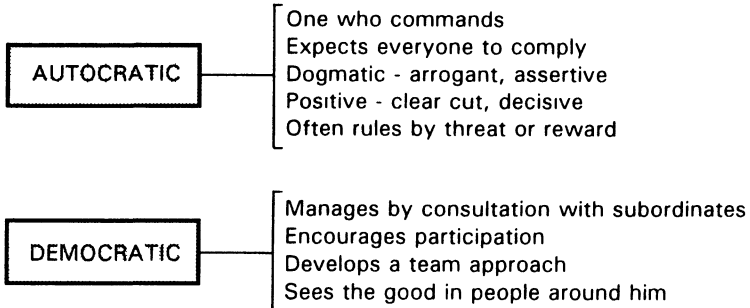 One who commands
Expects everyone to comply
AUTOCRATIC
Dogmatic - arrogant, assertive
Positive - clear cut, decisive
Often rules by threat or reward
Manages by consultation with subordinates
Encourages participation
DEMOCRATIC
Develops a team approach
Sees the good in people around him